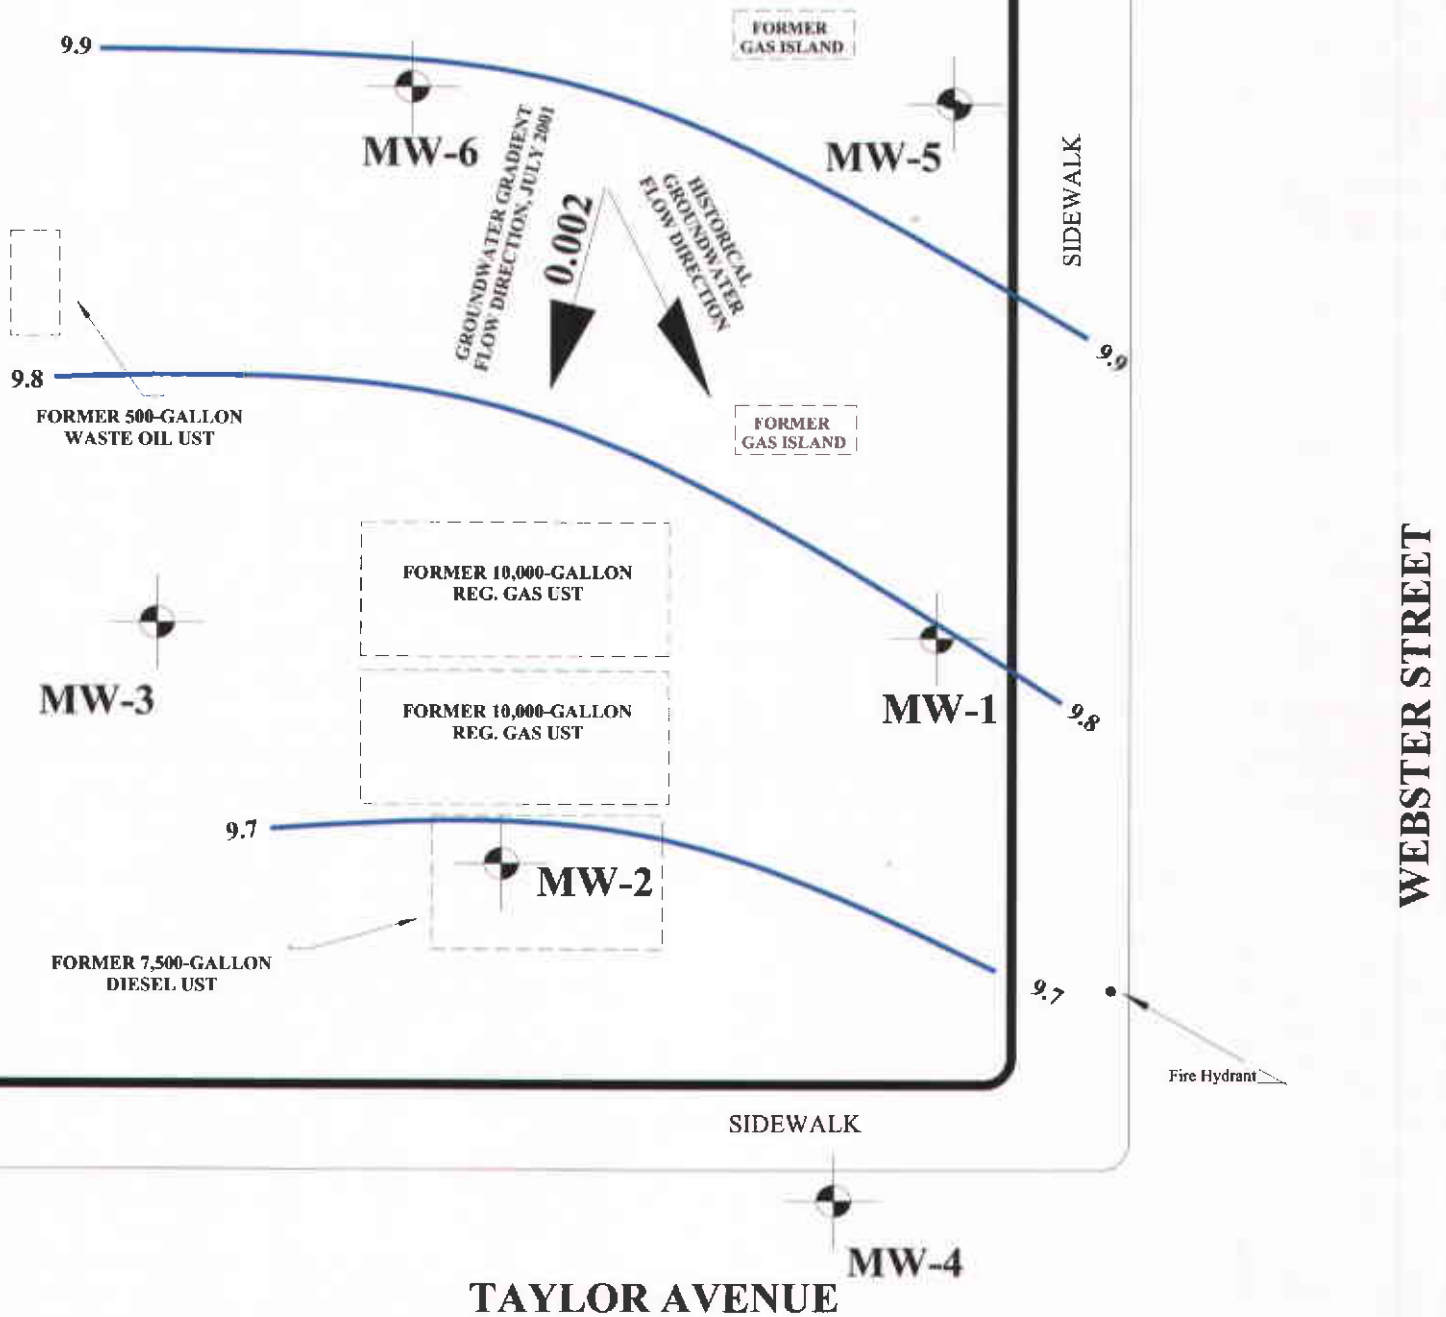 FORMER
GAS ISLAND
9.9
MW-6
MW-5
SIDEWALK
GROUNDWATER GRADIENT
FLOW DIRECTION, JULY 2001
0.002
HISTORICAL
GROUNDWATER
FLOW DIRECTION
9.9
9.8
FORMER 500-GALLON
WASTE OIL UST
FORMER
GAS ISLAND
FORMER 10,000-GALLON
REG. GAS UST
MW-3
MW-1
9.8
FORMER 10,000-GALLON
REG. GAS UST
WEBSTER STREET
9.7
MW-2
FORMER 7,500-GALLON
DIESEL UST
9.7
Fire Hydrant
SIDEWALK
MW-4
TAYLOR AVENUE